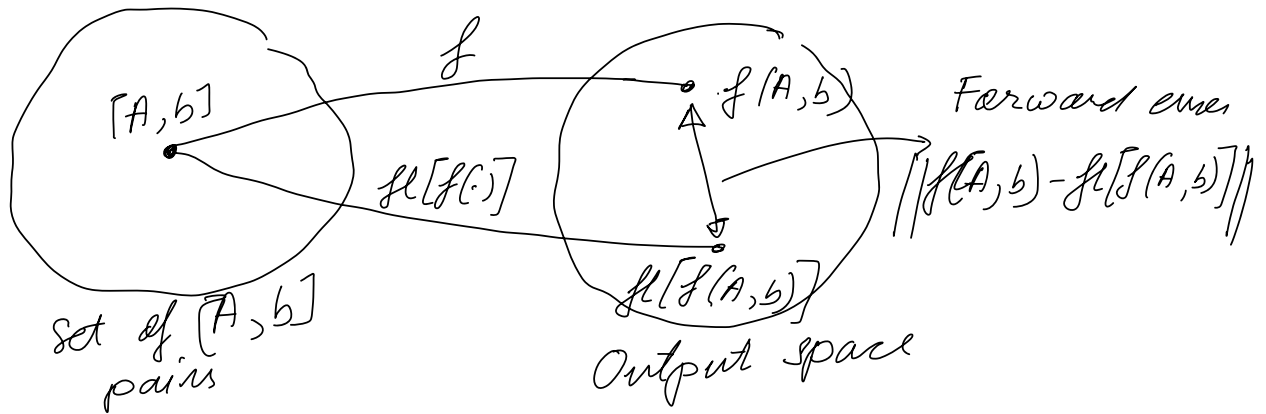 f
[A, b]
f(A, b)
Forward error
||f(A, b) - fl[f(A, b)]||
fl[f(.)]
fl[f(A, b)]
set of [A, b]
pairs
Output space